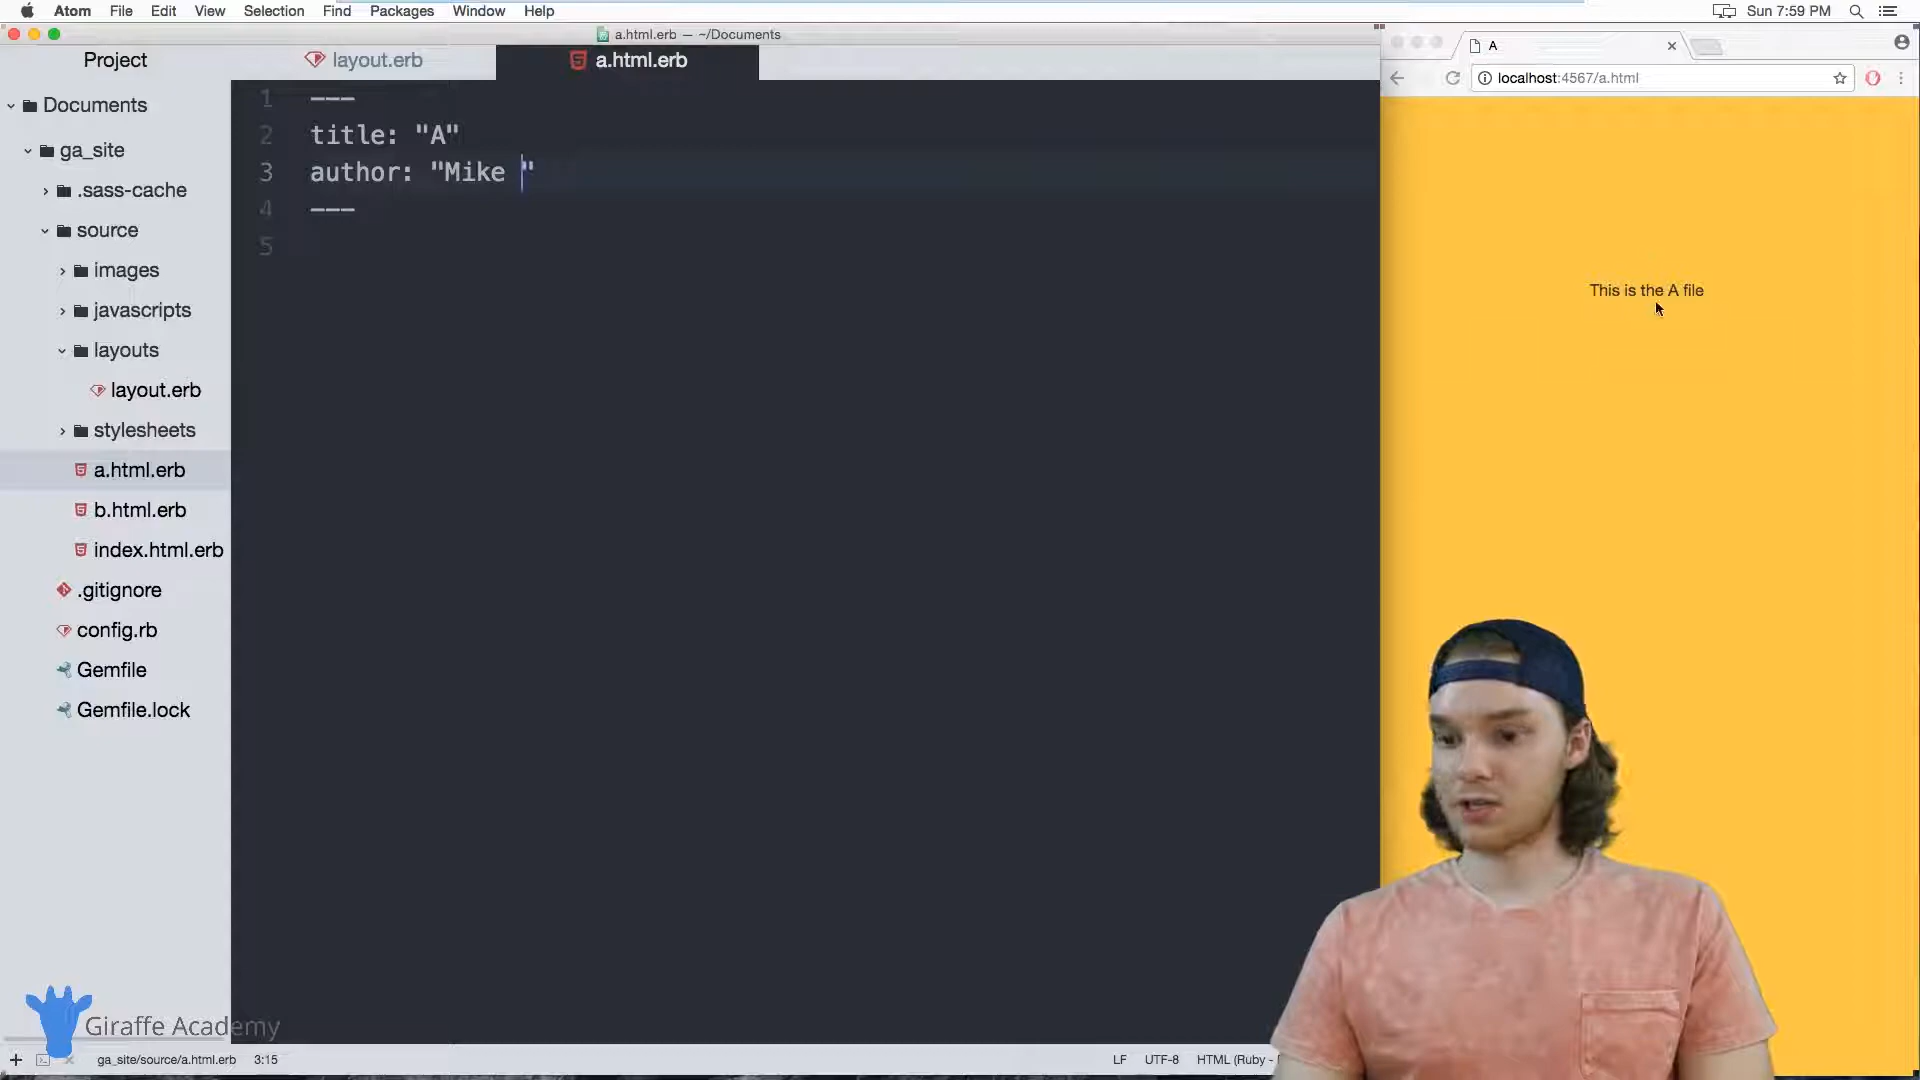 Atom File Edit View Selection Find Packages Window Help Sun 7:59 PM
a.html.erb — ~/Documents
Project
layout.erb
a.html.erb
A
localhost:4567/a.html
Documents
ga_site
.sass-cache
source
images
javascripts
layouts
layout.erb
stylesheets
a.html.erb
b.html.erb
index.html.erb
.gitignore
config.rb
Gemfile
Gemfile.lock
1 ---
2 title: "A"
3 author: "Mike "
4 ---
5
This is the A file
Giraffe Academy
ga_site/source/a.html.erb 3:15 LF UTF-8 HTML (Ruby -